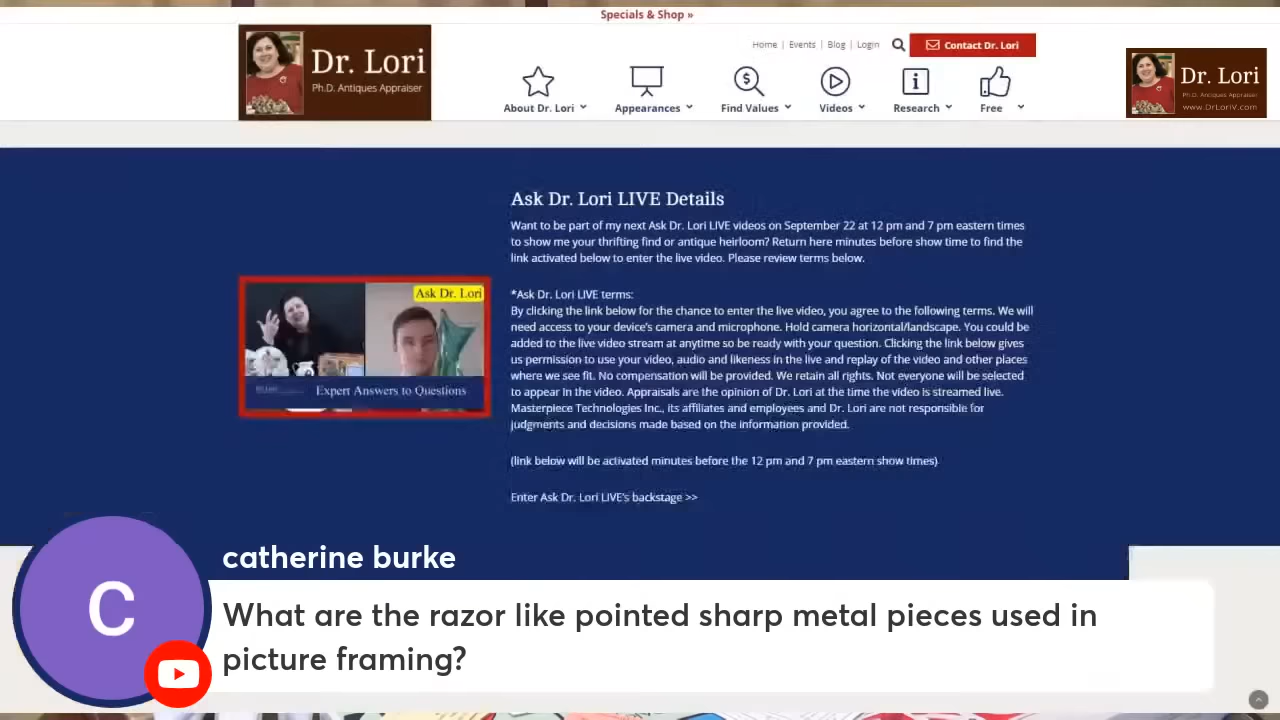 Specials & Shop »
Dr. Lori
Ph.D. Antiques Appraiser
Home | Events | Blog | Login
Contact Dr. Lori
About Dr. Lori
Appearances
Find Values
Videos
Research
Free
Dr. Lori
Ph.D. Antiques Appraiser
www.DrLoriV.com
Ask Dr. Lori LIVE Details
Want to be part of my next Ask Dr. Lori LIVE videos on September 22 at 12 pm and 7 pm eastern times
to show me your thrifting find or antique heirloom? Return here minutes before show time to find the
link activated below to enter the live video. Please review terms below.
*Ask Dr. Lori LIVE terms:
By clicking the link below for the chance to enter the live video, you agree to the following terms. We will
need access to your device's camera and microphone. Hold camera horizontal/landscape. You could be
added to the live video stream at anytime so be ready with your question. Clicking the link below gives
us permission to use your video, audio and likeness in the live and replay of the video and other places
where we see fit. No compensation will be provided. We retain all rights. Not everyone will be selected
to appear in the video. Appraisals are the opinion of Dr. Lori at the time the video is streamed live.
Masterpiece Technologies Inc., its affiliates and employees and Dr. Lori are not responsible for
judgments and decisions made based on the information provided.
(link below will be activated minutes before the 12 pm and 7 pm eastern show times)
Enter Ask Dr. Lori LIVE's backstage >>
Ask Dr. Lori
Expert Answers to Questions
C
catherine burke
What are the razor like pointed sharp metal pieces used in
picture framing?